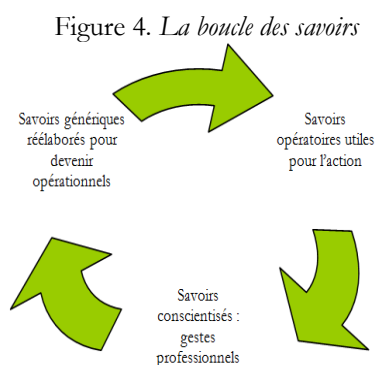 Figure 4. La boucle des savoirs
Savoirs génériques
réélaborés pour
devenir
opérationnels
Savoirs
opératoires utiles
pour l'action
Savoirs
conscientisés :
gestes
professionnels